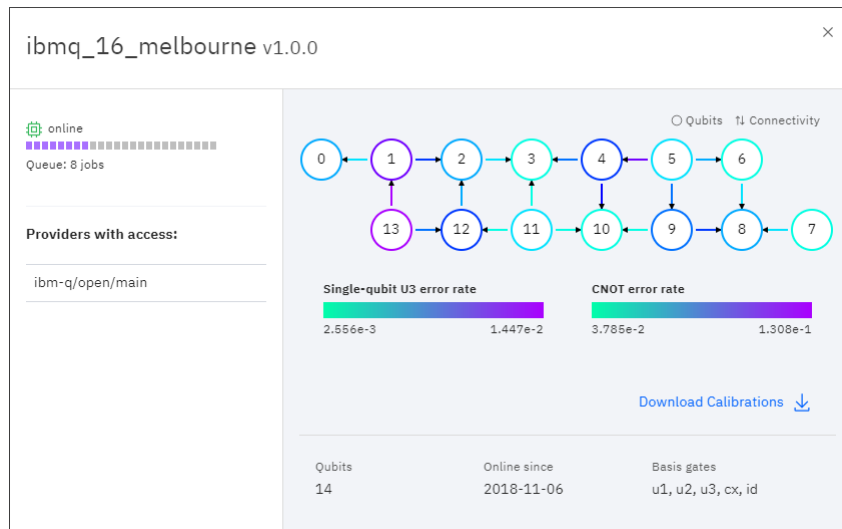 ibmq_16_melbourne v1.0.0
online
Queue: 8 jobs
Providers with access:
ibm-q/open/main
Qubits Connectivity
0 1 2 3 4 5 6
13 12 11 10 9 8 7
Single-qubit U3 error rate CNOT error rate
2.556e-3 1.447e-2 3.785e-2 1.308e-1
Download Calibrations
Qubits Online since Basis gates
14 2018-11-06 u1, u2, u3, cx, id